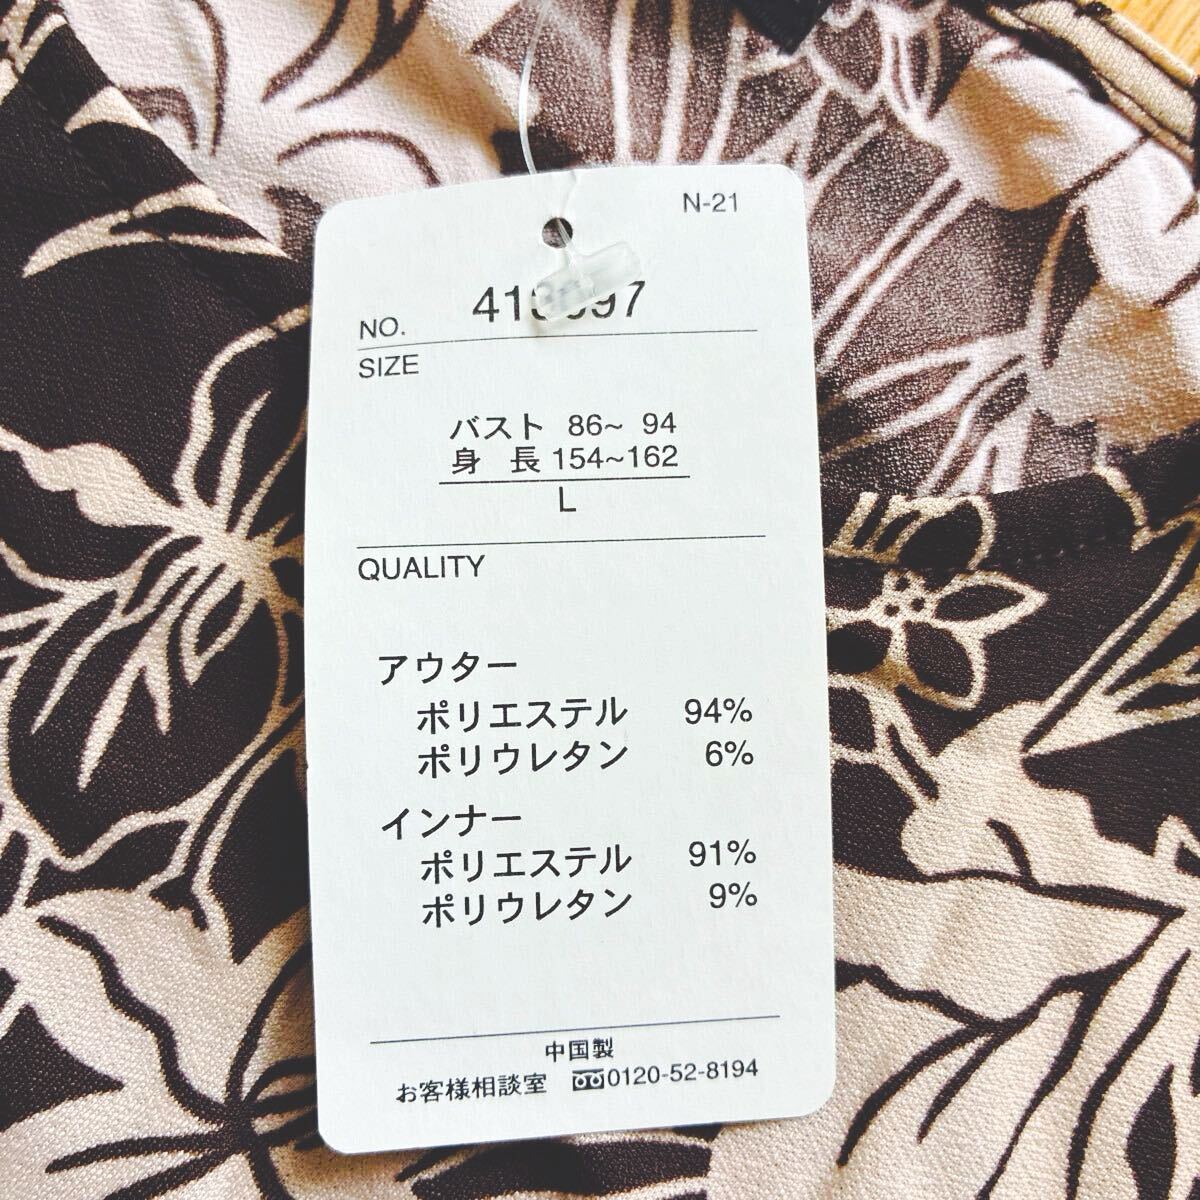 N-21
NO.
SIZE
バスト 86~ 94
身 長 154~162
L
QUALITY
アウター
ポリエステル 94%
ポリウレタン 6%
インナー
ポリエステル 91%
ポリウレタン 9%
中国製
お客様相談室 0120-52-8194